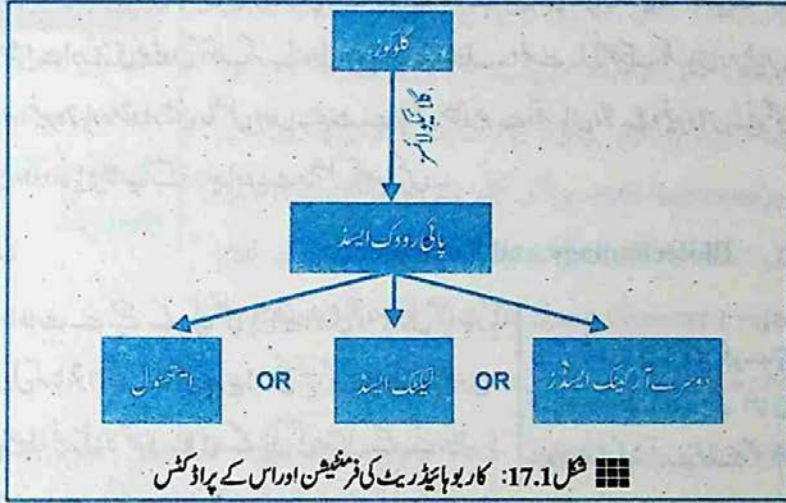 گلوکوز
گلائیکولائسز
پائی رووک ایسڈ
ایتھنول OR لیکٹک ایسڈ OR دوسرے آرگینک ایسڈز
شکل 17.1: کاربوہائیڈریٹ کی فرمنٹیشن اور اس کے پراڈکٹس